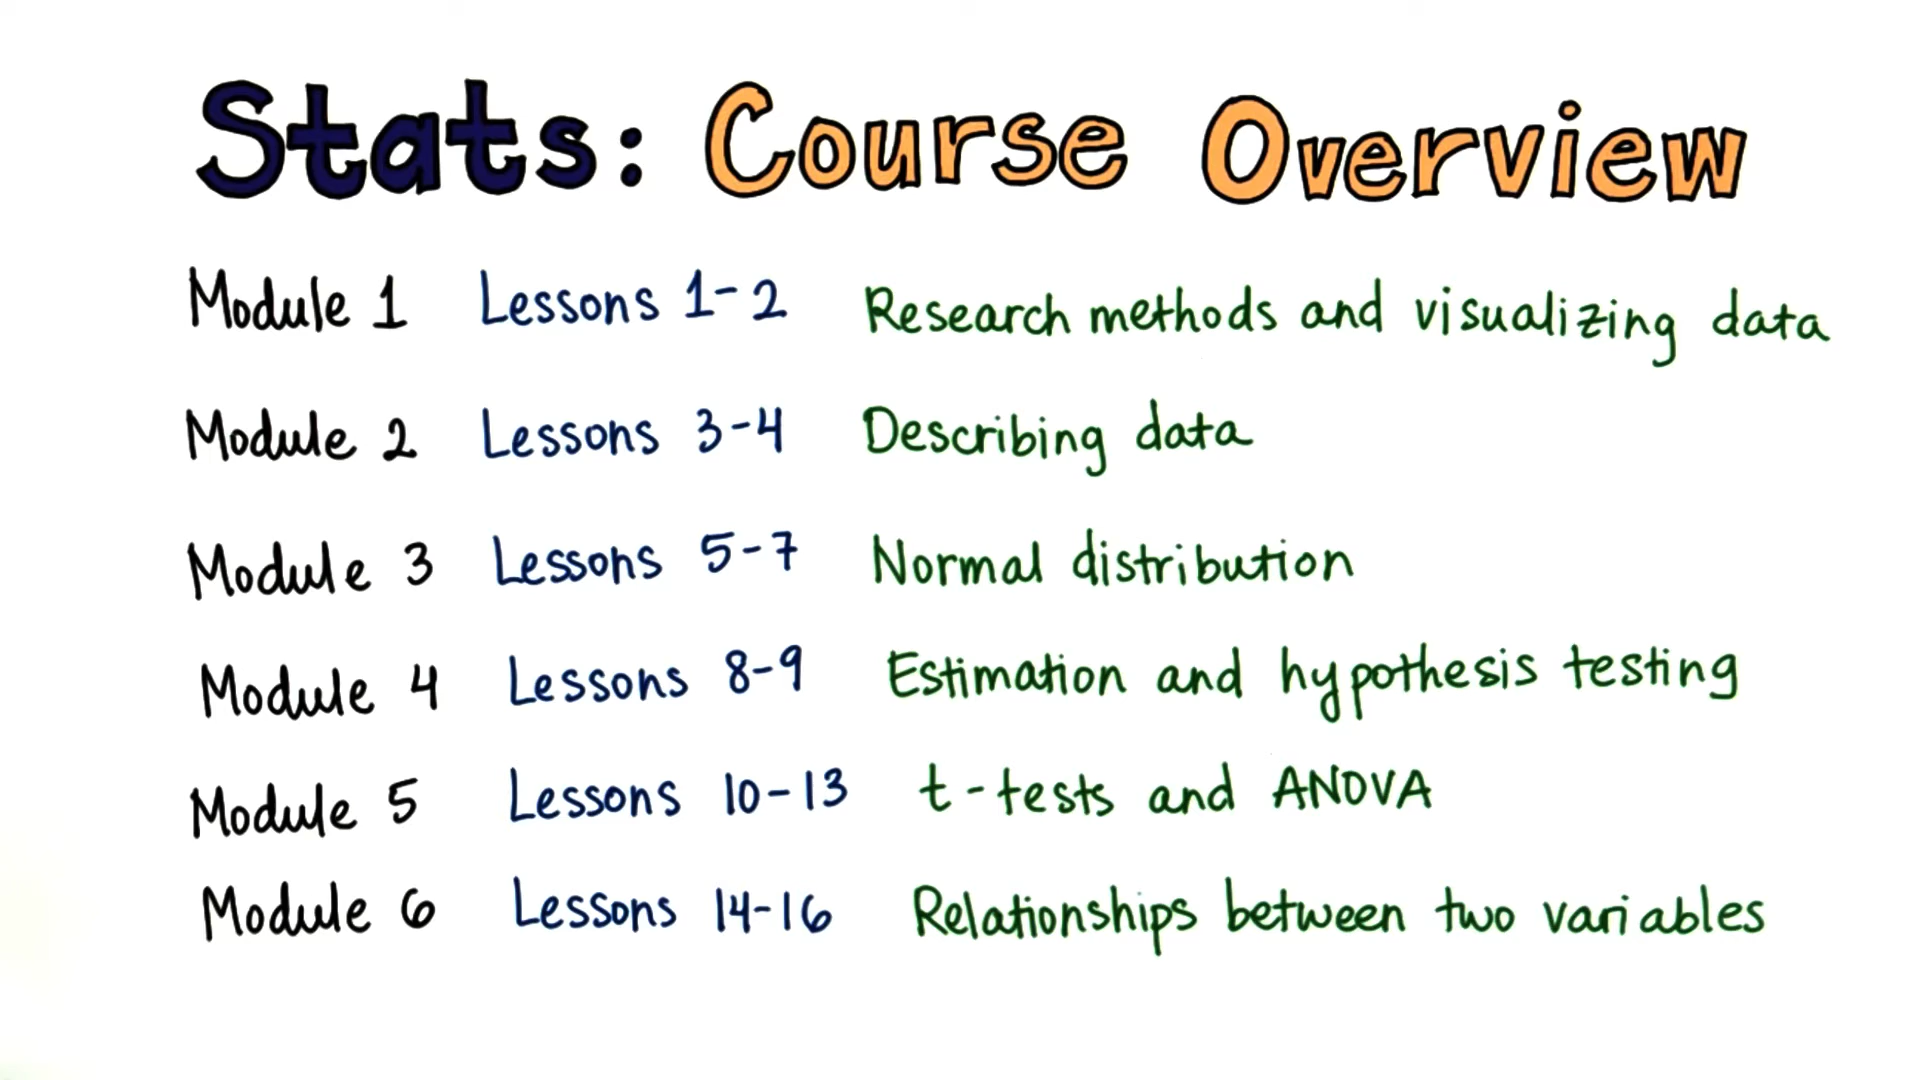 Stats: Course Overview
Module 1 Lessons 1-2 Research methods and visualizing data
Module 2 Lessons 3-4 Describing data
Module 3 Lessons 5-7 Normal distribution
Module 4 Lessons 8-9 Estimation and hypothesis testing
Module 5 Lessons 10-13 t-tests and ANOVA
Module 6 Lessons 14-16 Relationships between two variables